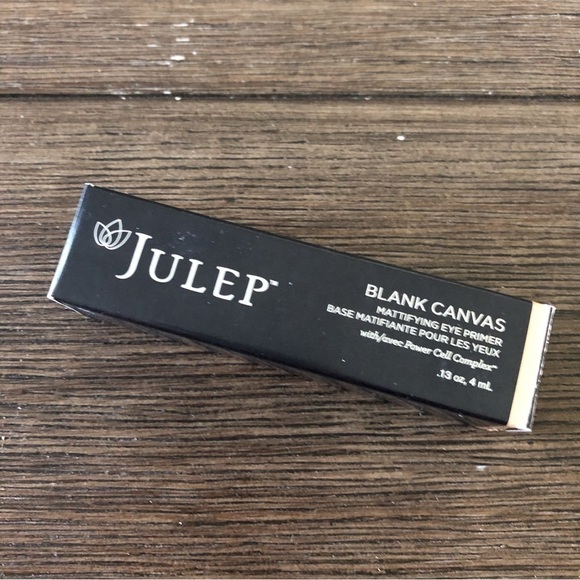 JULEP™
BLANK CANVAS
MATTIFYING EYE PRIMER
BASE MATIFIANTE POUR LES YEUX
with/avec Power Cell Complex™
.13 oz, 4 mL